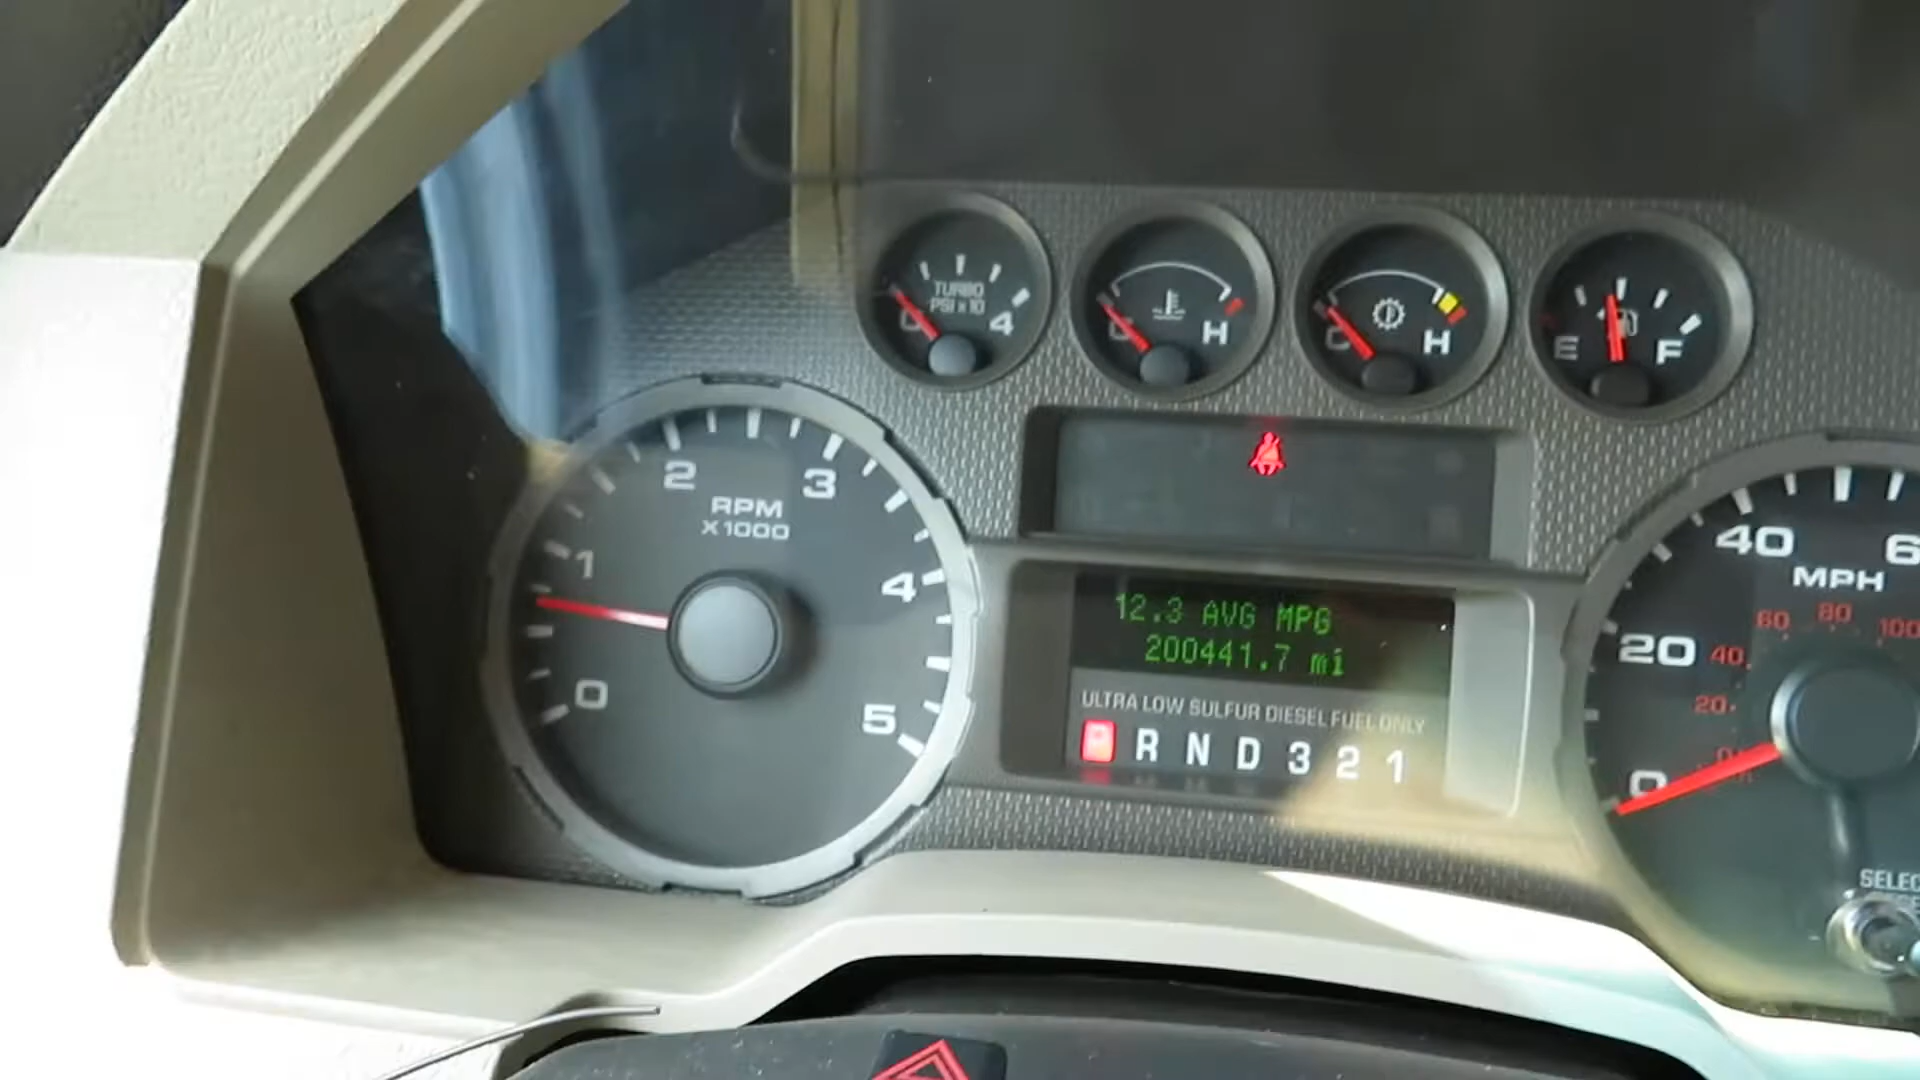 TURBO
PSI x 10
0 4
C H
C H
E F
2 3
RPM
X1000
1 4
0 5
12.3 AVG MPG
200441.7 mi
ULTRA LOW SULFUR DIESEL FUEL ONLY
P R N D 3 2 1
40
MPH
60 80 100
20 40
20
0